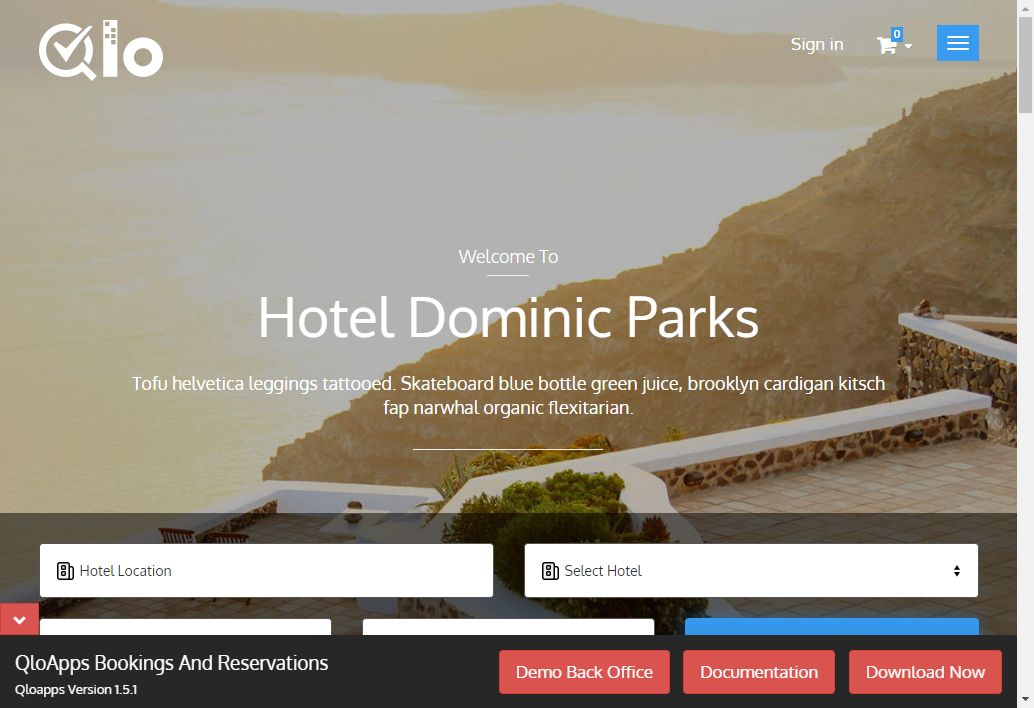 Qlo
Sign in
0
Welcome To
Hotel Dominic Parks
Tofu helvetica leggings tattooed. Skateboard blue bottle green juice, brooklyn cardigan kitsch
fap narwhal organic flexitarian.
Hotel Location
Select Hotel
QloApps Bookings And Reservations
Qloapps Version 1.5.1
Demo Back Office
Documentation
Download Now